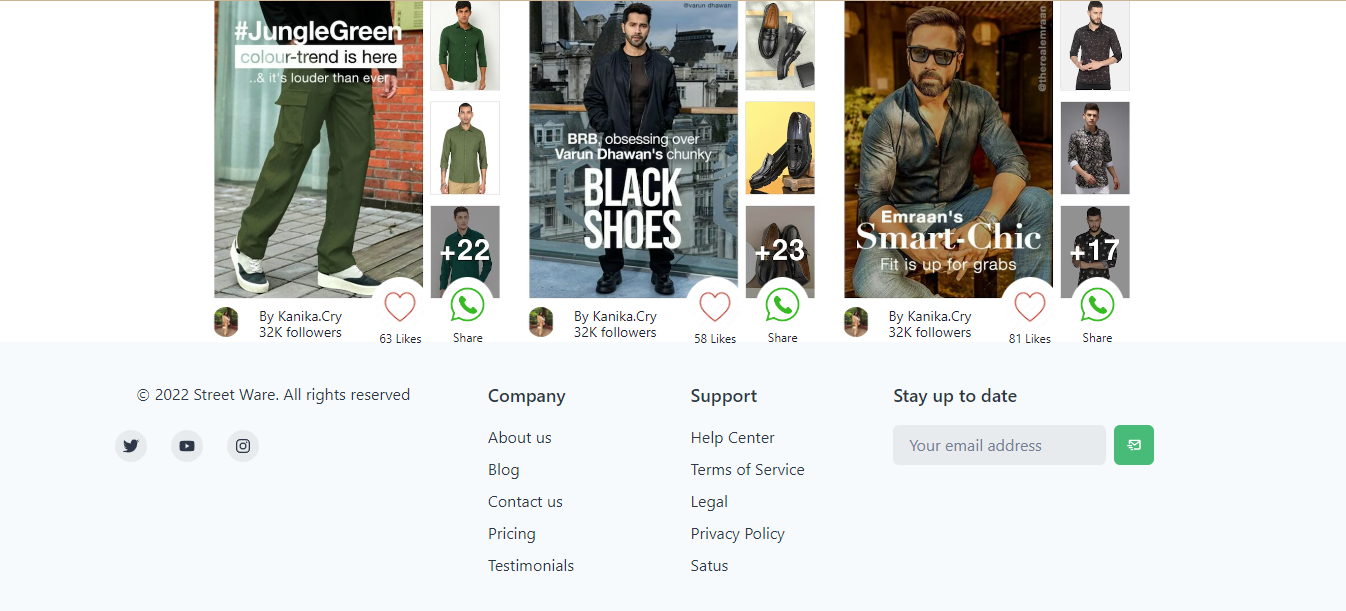 #JungleGreen
colour-trend is here
..& it's louder than ever
+22
By Kanika.Cry
32K followers
63 Likes
Share
@varun dhawan
BRB, obsessing over
Varun Dhawan's chunky
BLACK
SHOES
+23
By Kanika.Cry
32K followers
58 Likes
Share
@therealemraan
Emraan's
Smart-Chic
Fit is up for grabs
+17
By Kanika.Cry
32K followers
81 Likes
Share
© 2022 Street Ware. All rights reserved
Company
About us
Blog
Contact us
Pricing
Testimonials
Support
Help Center
Terms of Service
Legal
Privacy Policy
Satus
Stay up to date
Your email address